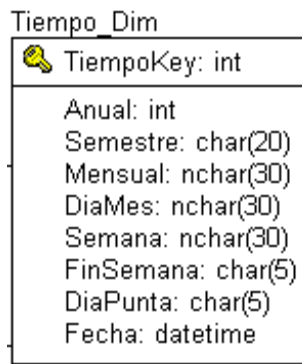 Tiempo_Dim
TiempoKey: int
Anual: int
Semestre: char(20)
Mensual: nchar(30)
DiaMes: nchar(30)
Semana: nchar(30)
FinSemana: char(5)
DiaPunta: char(5)
Fecha: datetime